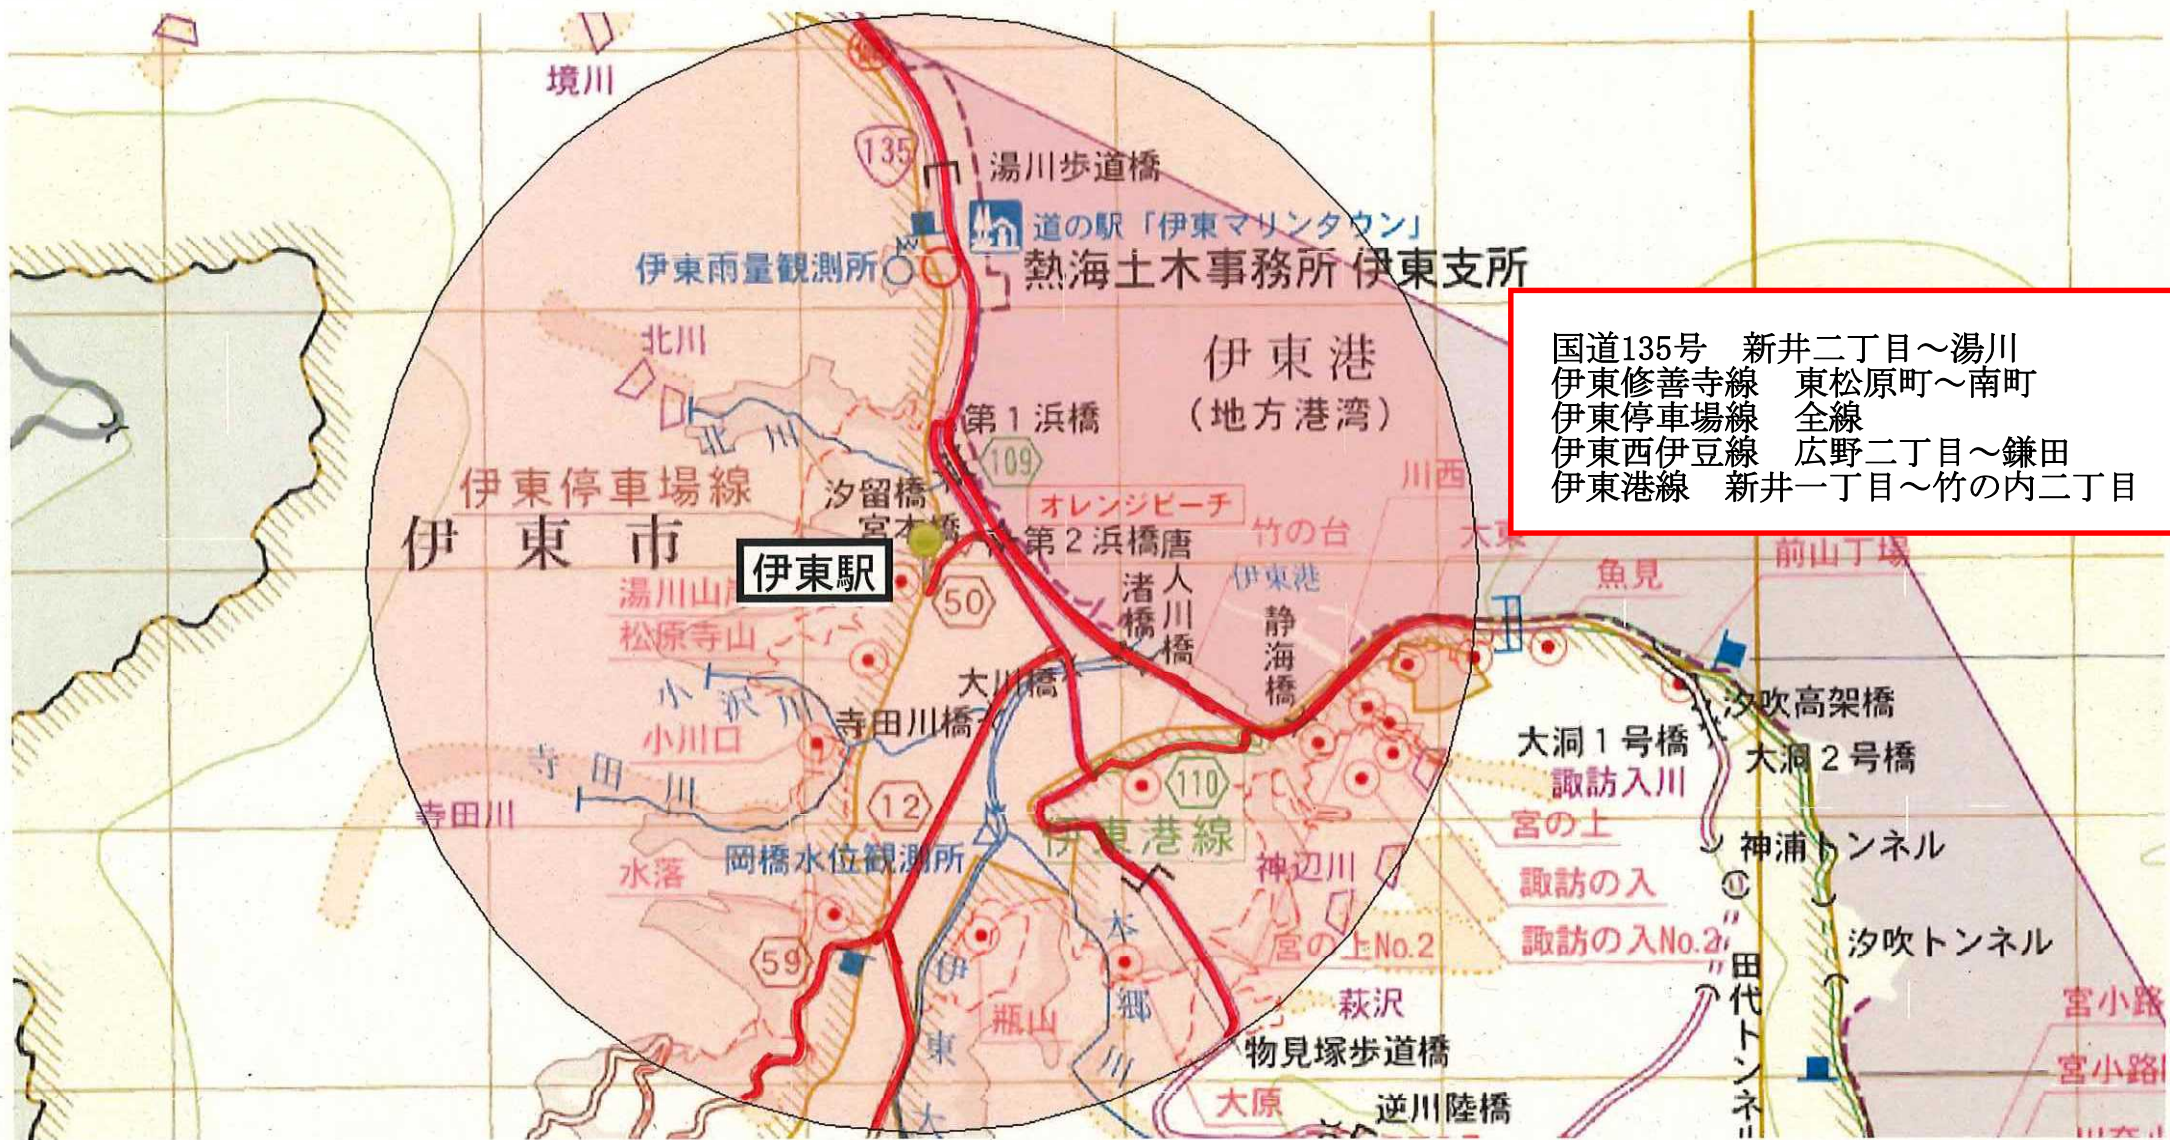 境川
135
湯川歩道橋
道の駅「伊東マリンタウン」
伊東雨量観測所
熱海土木事務所 伊東支所
国道135号　新井二丁目～湯川
伊東修善寺線　東松原町～南町
伊東停車場線　全線
伊東西伊豆線　広野二丁目～鎌田
伊東港線　新井一丁目～竹の内二丁目
北川
伊東港
(地方港湾)
第1浜橋
北川
109
川西
伊東停車場線
汐留橋
オレンジビーチ
宮本橋
竹の台
伊東市
第2浜橋
唐人川橋
大東
前山丁場
伊東駅
渚橋
伊東港
魚見
湯川山
50
静海橋
松原寺山
小沢川
大川橋
汐吹高架橋
寺田川橋
小川口
大洞1号橋
大洞2号橋
寺田川
諏訪入川
110
12
寺田川
伊東港線
宮の上
神浦トンネル
岡橋水位観測所
神辺川
水落
諏訪の入
本郷川
宮の上No.2
諏訪の入No.2
汐吹トンネル
59
伊東大
田代トンネル
瓶山
萩沢
宮小路
物見塚歩道橋
宮小路
大原
逆川陸橋